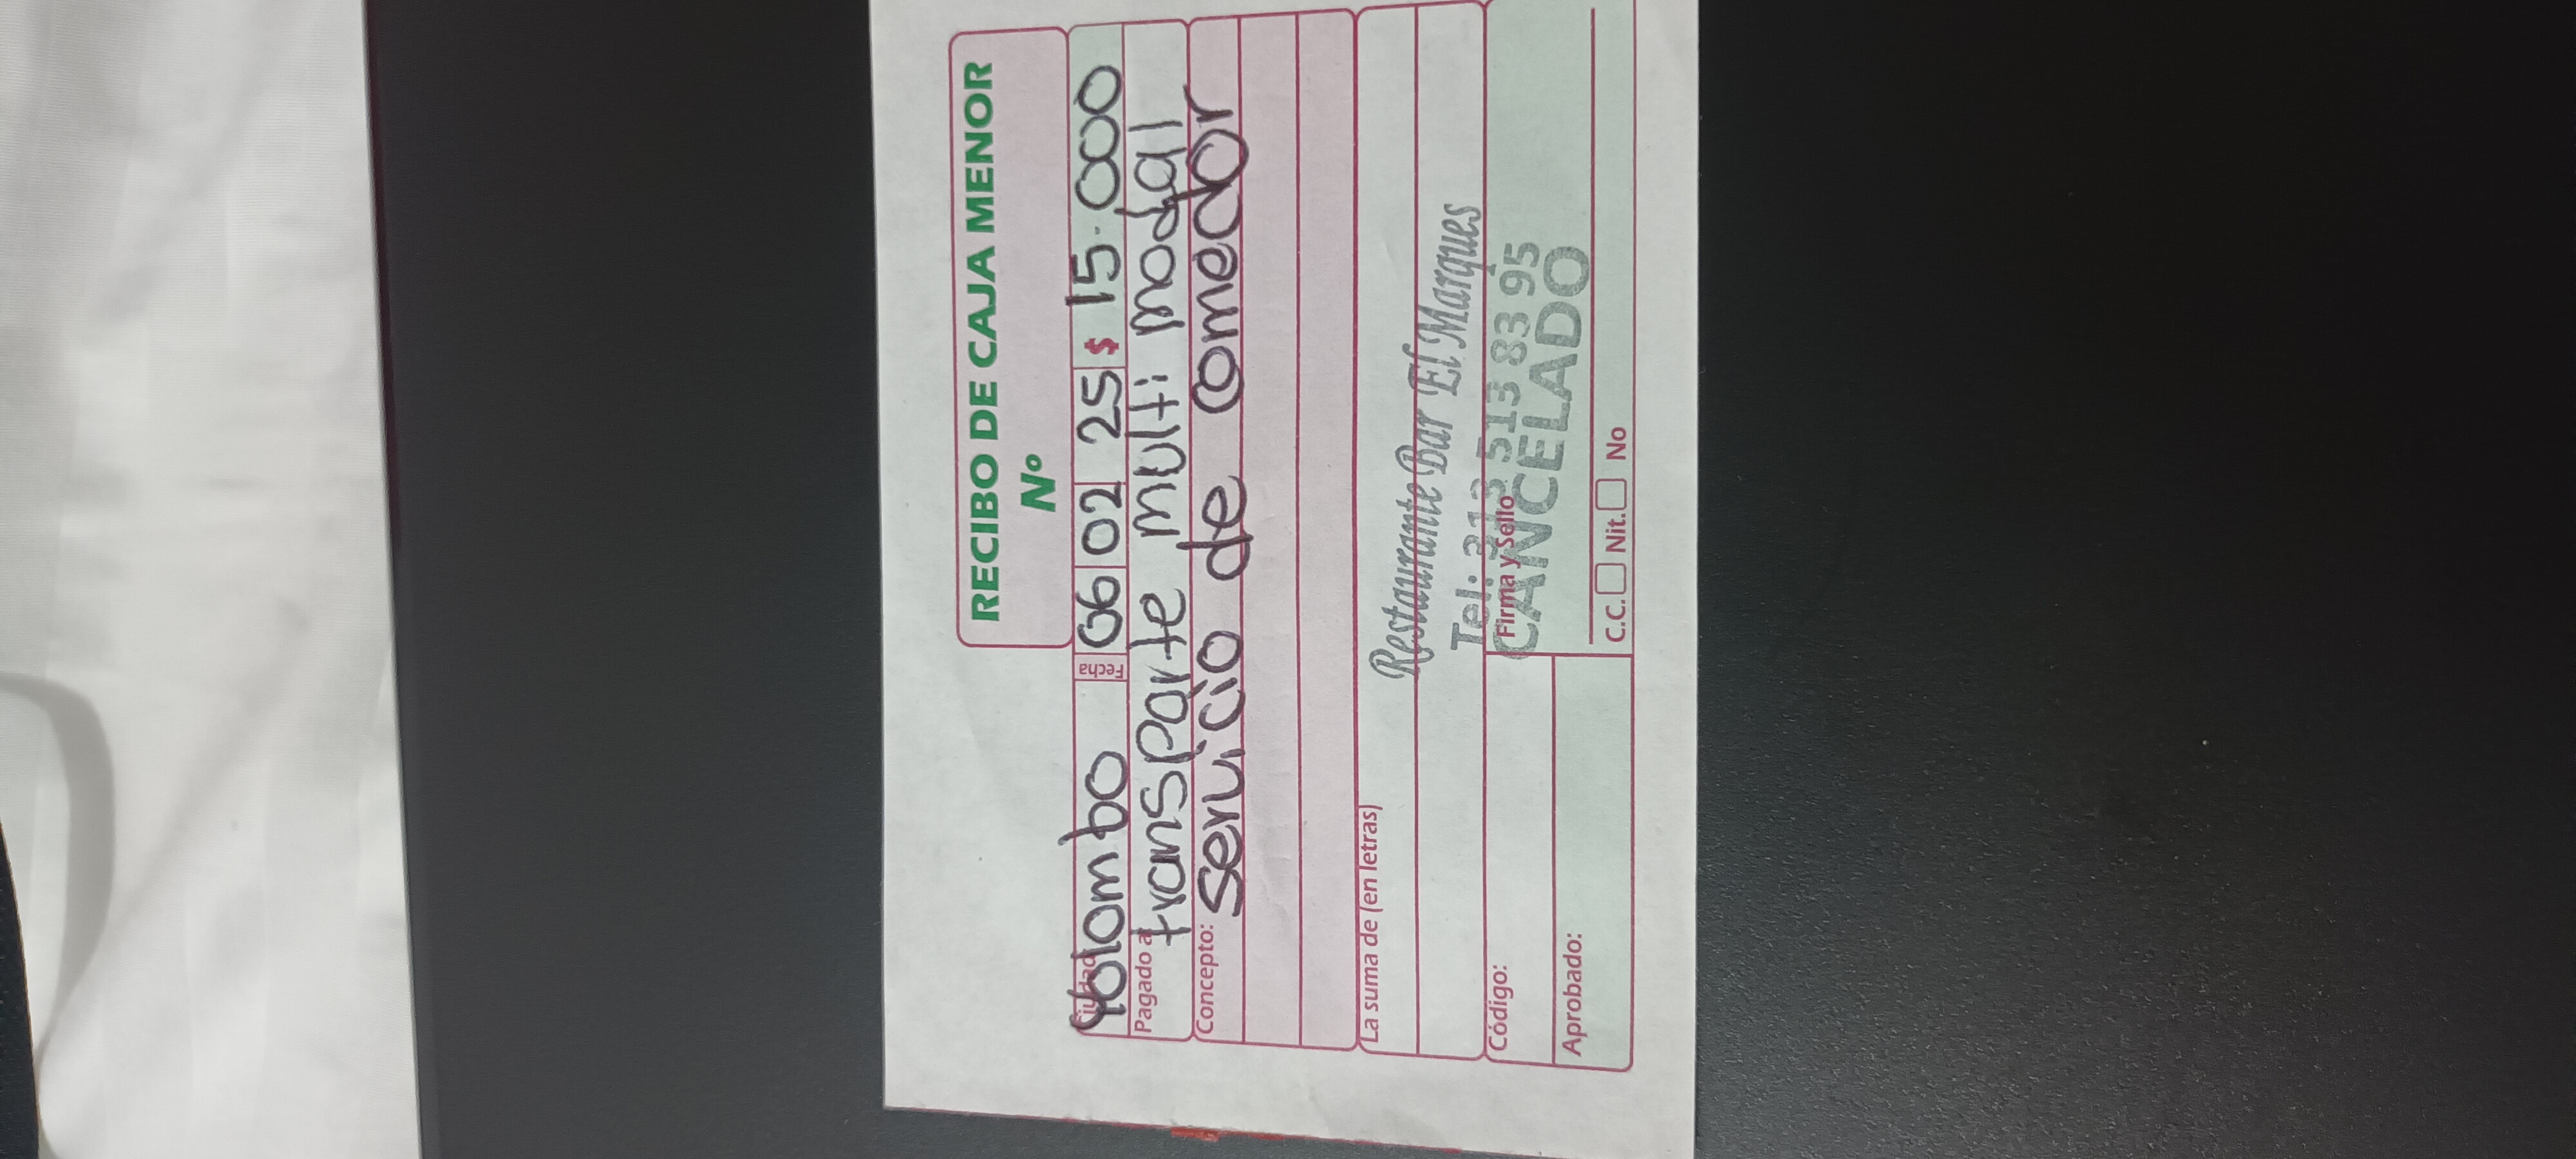 RECIBO DE CAJA MENOR
Nº
Ciudad Yolombo Fecha 06 02 25 $ 15.000
Pagado a transporte multi modal
Concepto: servicio de comedor
La suma de (en letras)
Restaurante Bar El Marques
Tel: 313 513 83 95
CANCELADO
Código:
Firma y Sello
Aprobado:
C.C. Nit. No